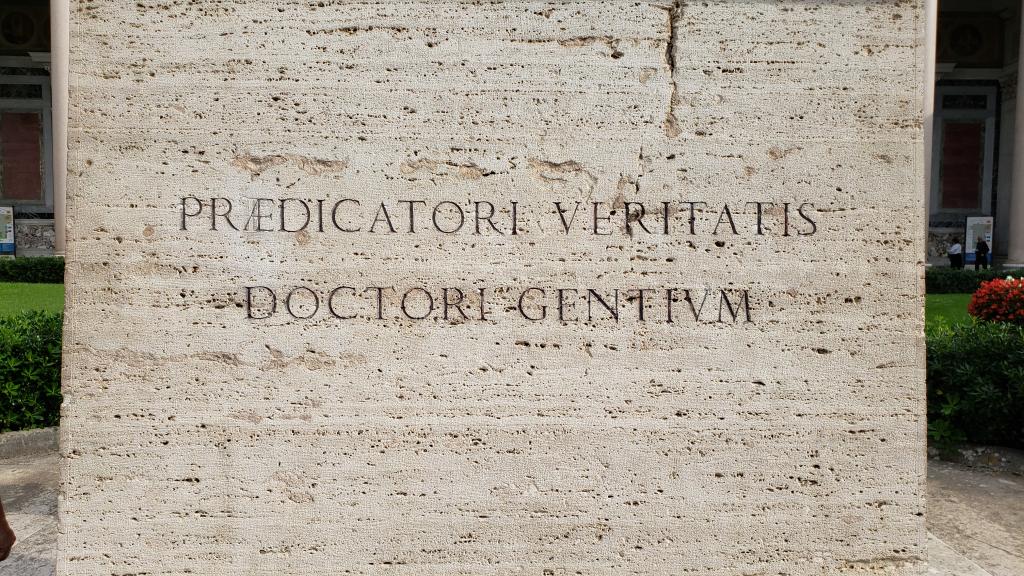 PRÆDICATORI VERITATIS
DOCTORI GENTIVM